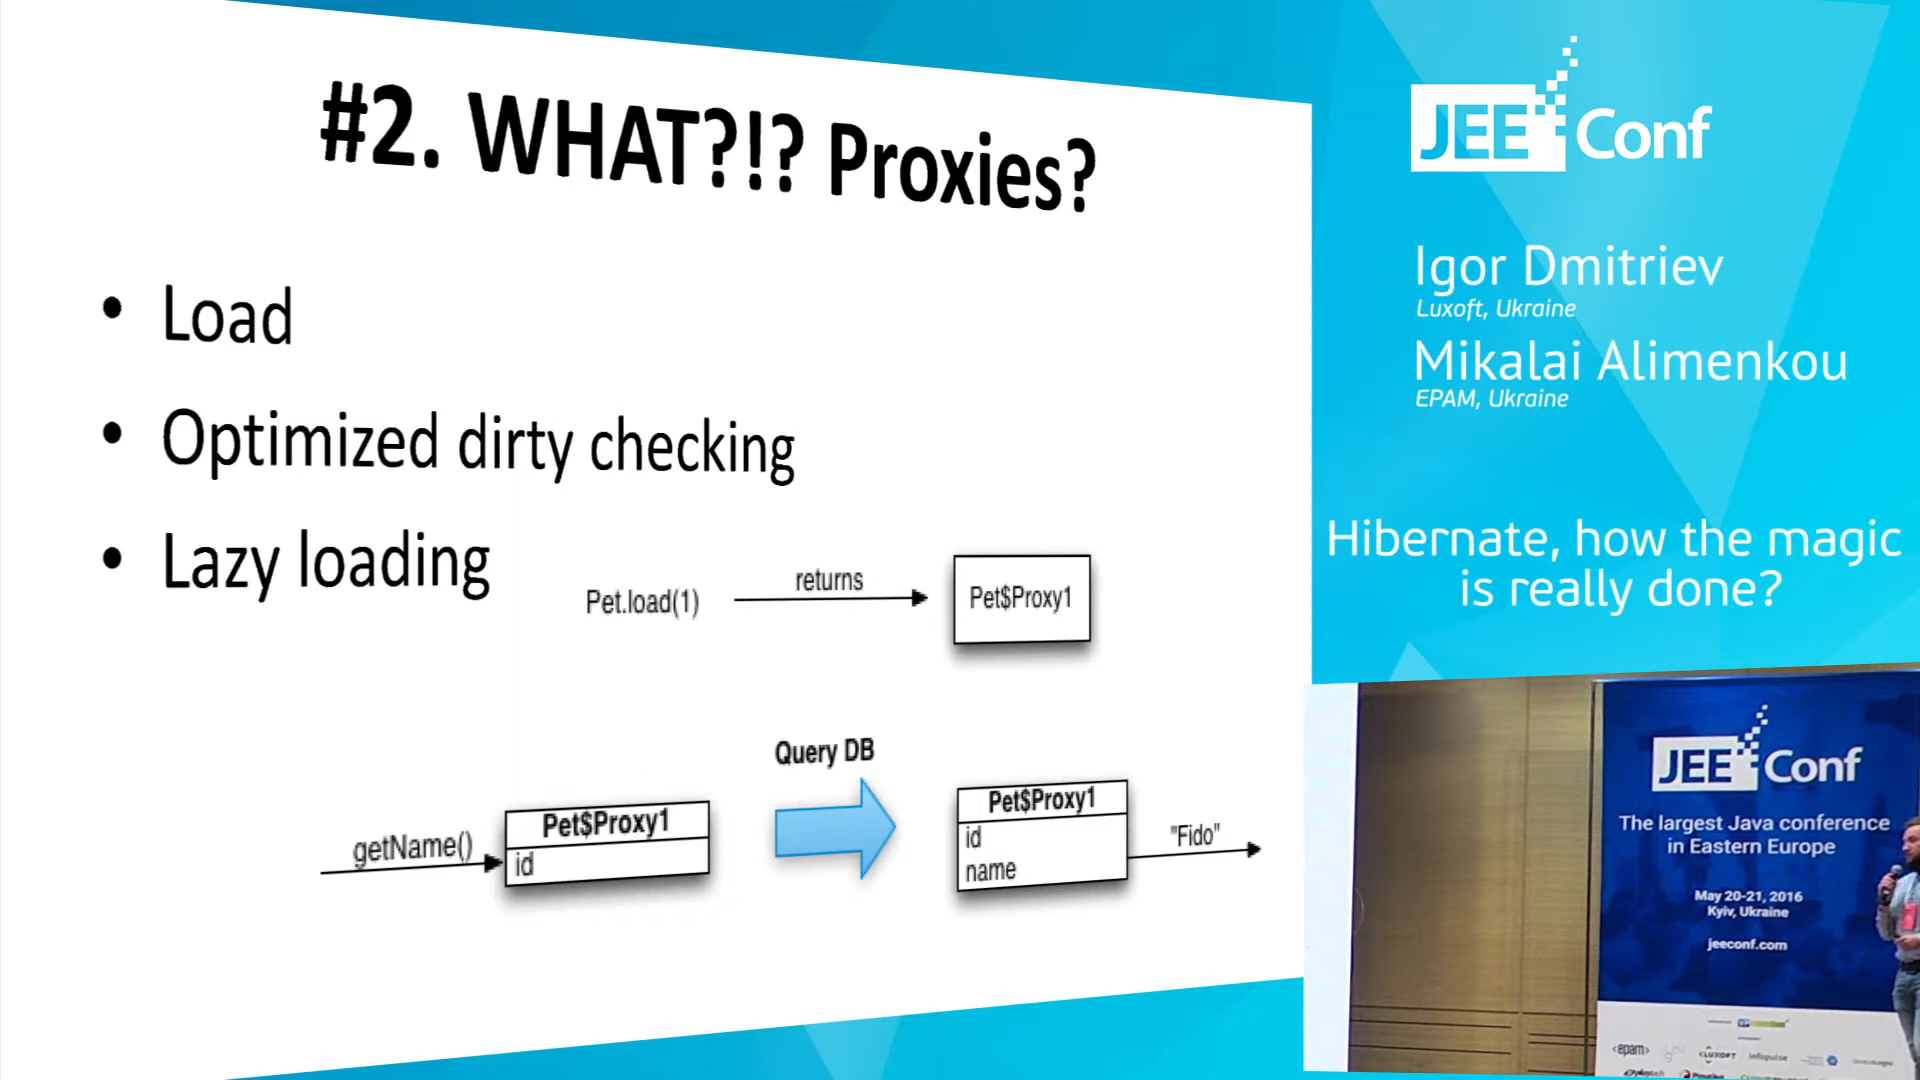 #2. WHAT?!? Proxies?
• Load
• Optimized dirty checking
• Lazy loading
Pet.load(1)
returns
Pet$Proxy1
getName()
Pet$Proxy1
id
Query DB
Pet$Proxy1
id
name
"Fido"
JEE Conf
Igor Dmitriev
Luxoft, Ukraine
Mikalai Alimenkou
EPAM, Ukraine
Hibernate, how the magic
is really done?
JEE Conf
The largest Java conference
in Eastern Europe
May 20-21, 2016
Kyiv, Ukraine
jeeconf.com
<epam>
LUXOFT
infopulse